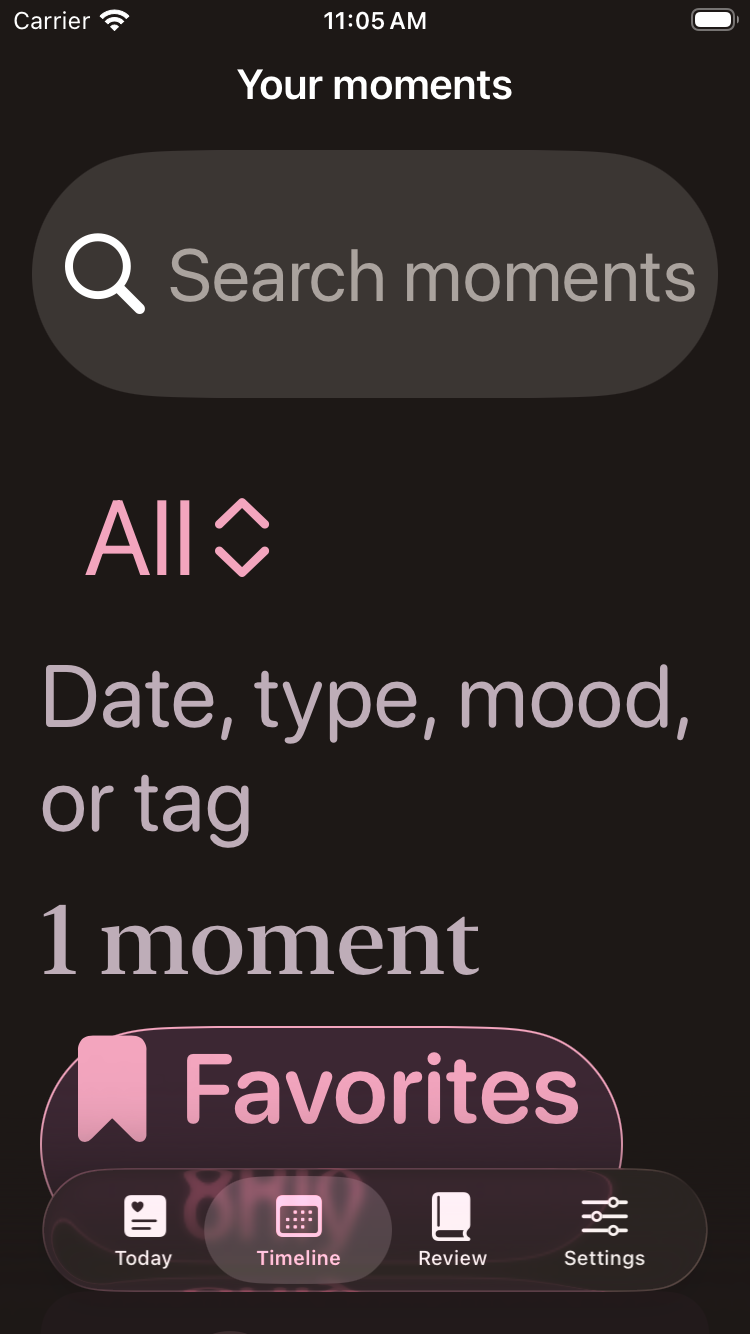 Carrier 11:05 AM
Your moments
Search moments
All
Date, type, mood,
or tag
1 moment
Favorites
Today Timeline Review Settings